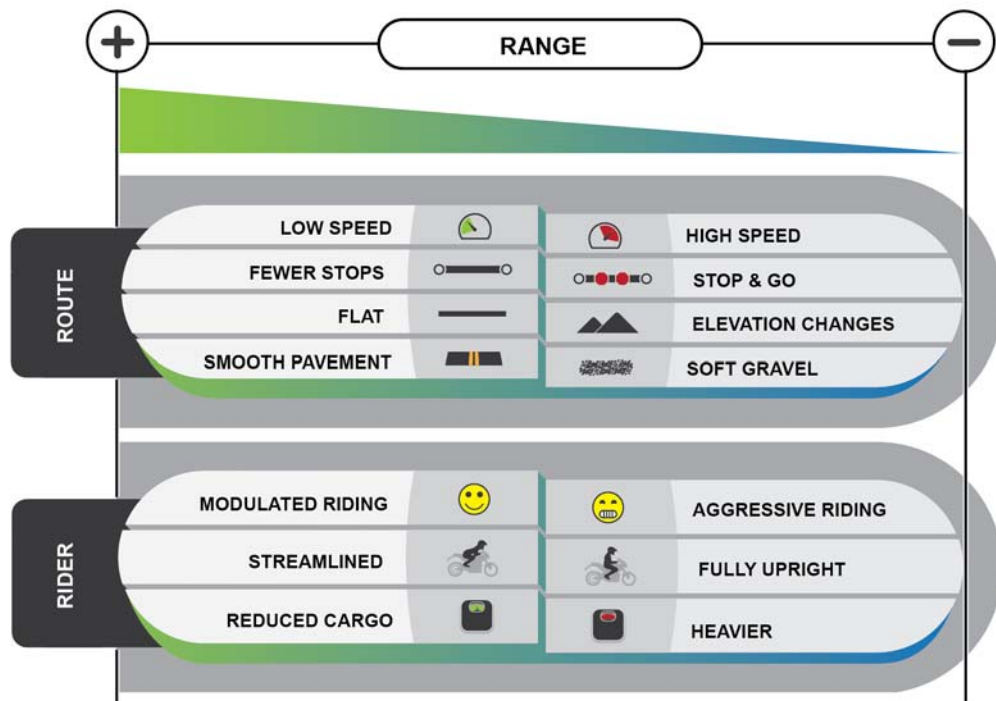 RANGE
ROUTE
LOW SPEED
HIGH SPEED
FEWER STOPS
STOP & GO
FLAT
ELEVATION CHANGES
SMOOTH PAVEMENT
SOFT GRAVEL
RIDER
MODULATED RIDING
AGGRESSIVE RIDING
STREAMLINED
FULLY UPRIGHT
REDUCED CARGO
HEAVIER